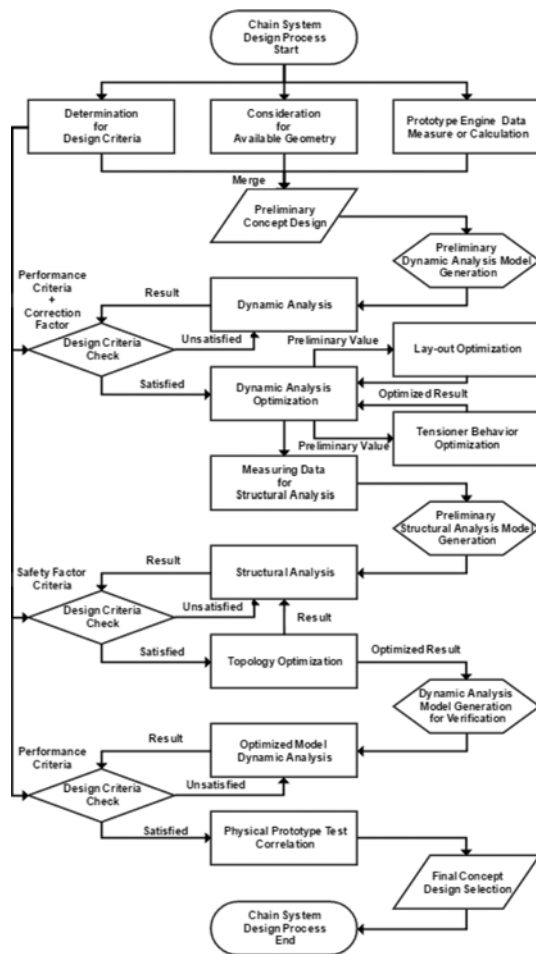 Chain System
Design Process
Start
Determination
for
Design Criteria
Consideration
for
Available Geometry
Prototype Engine Data
Measure or Calculation
Merge
Preliminary
Concept Design
Preliminary
Dynamic Analysis Model
Generation
Performance
Criteria
+
Correction
Factor
Result
Dynamic Analysis
Design Criteria
Check
Unsatisfied
Preliminary Value
Lay-out Optimization
Satisfied
Dynamic Analysis
Optimization
Optimized Result
Tensioner Behavior
Optimization
Preliminary Value
Measuring Data
for
Structural Analysis
Preliminary
Structural Analysis Model
Generation
Safety Factor
Criteria
Result
Structural Analysis
Design Criteria
Check
Unsatisfied
Result
Satisfied
Topology Optimization
Optimized Result
Dynamic Analysis
Model Generation
for Verification
Performance
Criteria
Result
Optimized Model
Dynamic Analysis
Design Criteria
Check
Unsatisfied
Satisfied
Physical Prototype Test
Correlation
Final Concept
Design Selection
Chain System
Design Process
End